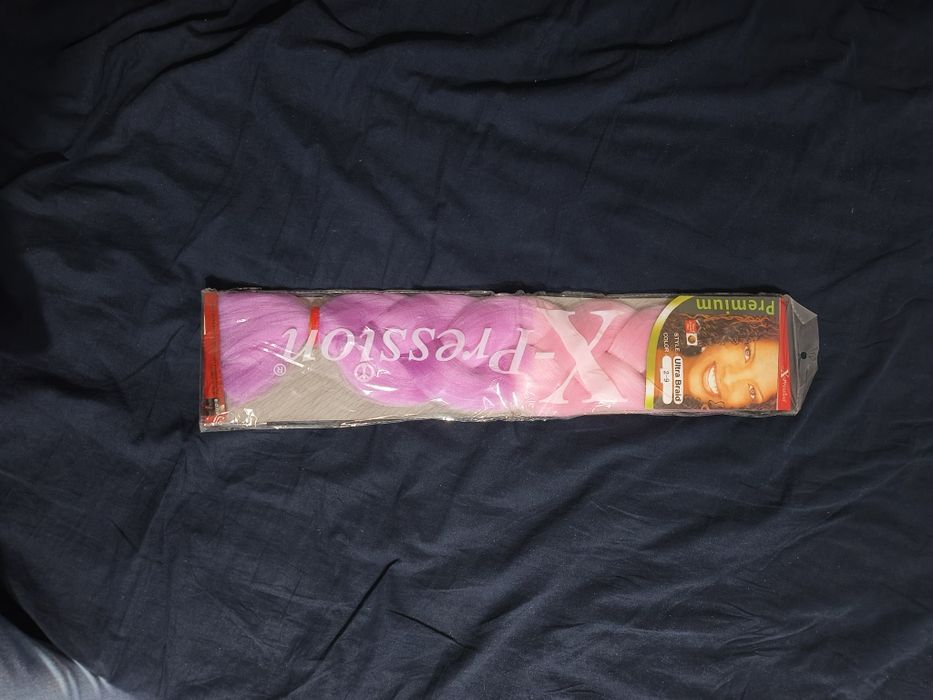 X-Pression
®
Premium
STYLE Ultra Braid
COLOR 2-9